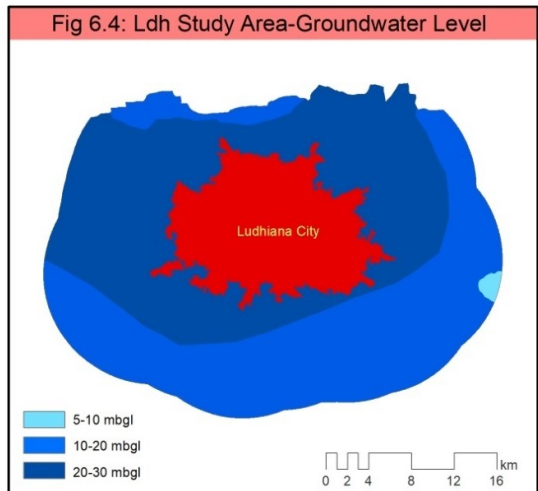 Fig 6.4: Ldh Study Area-Groundwater Level
Ludhiana City
5-10 mbgl
10-20 mbgl
20-30 mbgl
km
0 2 4 8 12 16